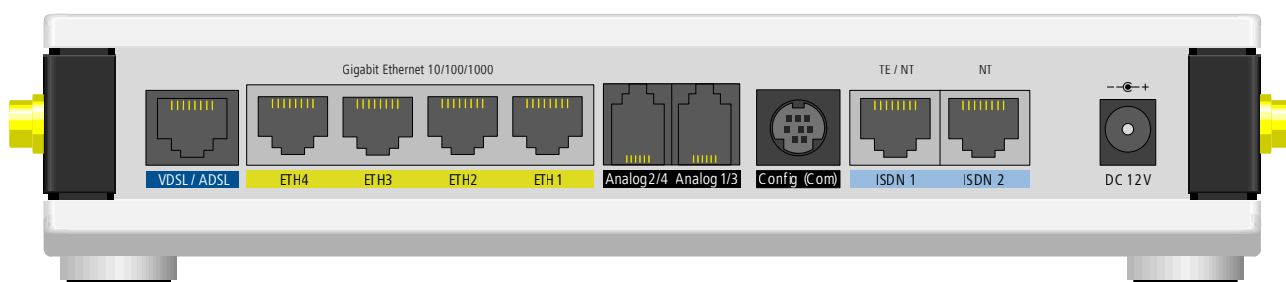 Gigabit Ethernet 10/100/1000
TE / NT
NT
VDSL / ADSL
ETH4
ETH3
ETH2
ETH1
Analog2/4
Analog1/3
Config (Com)
ISDN 1
ISDN 2
DC 12V